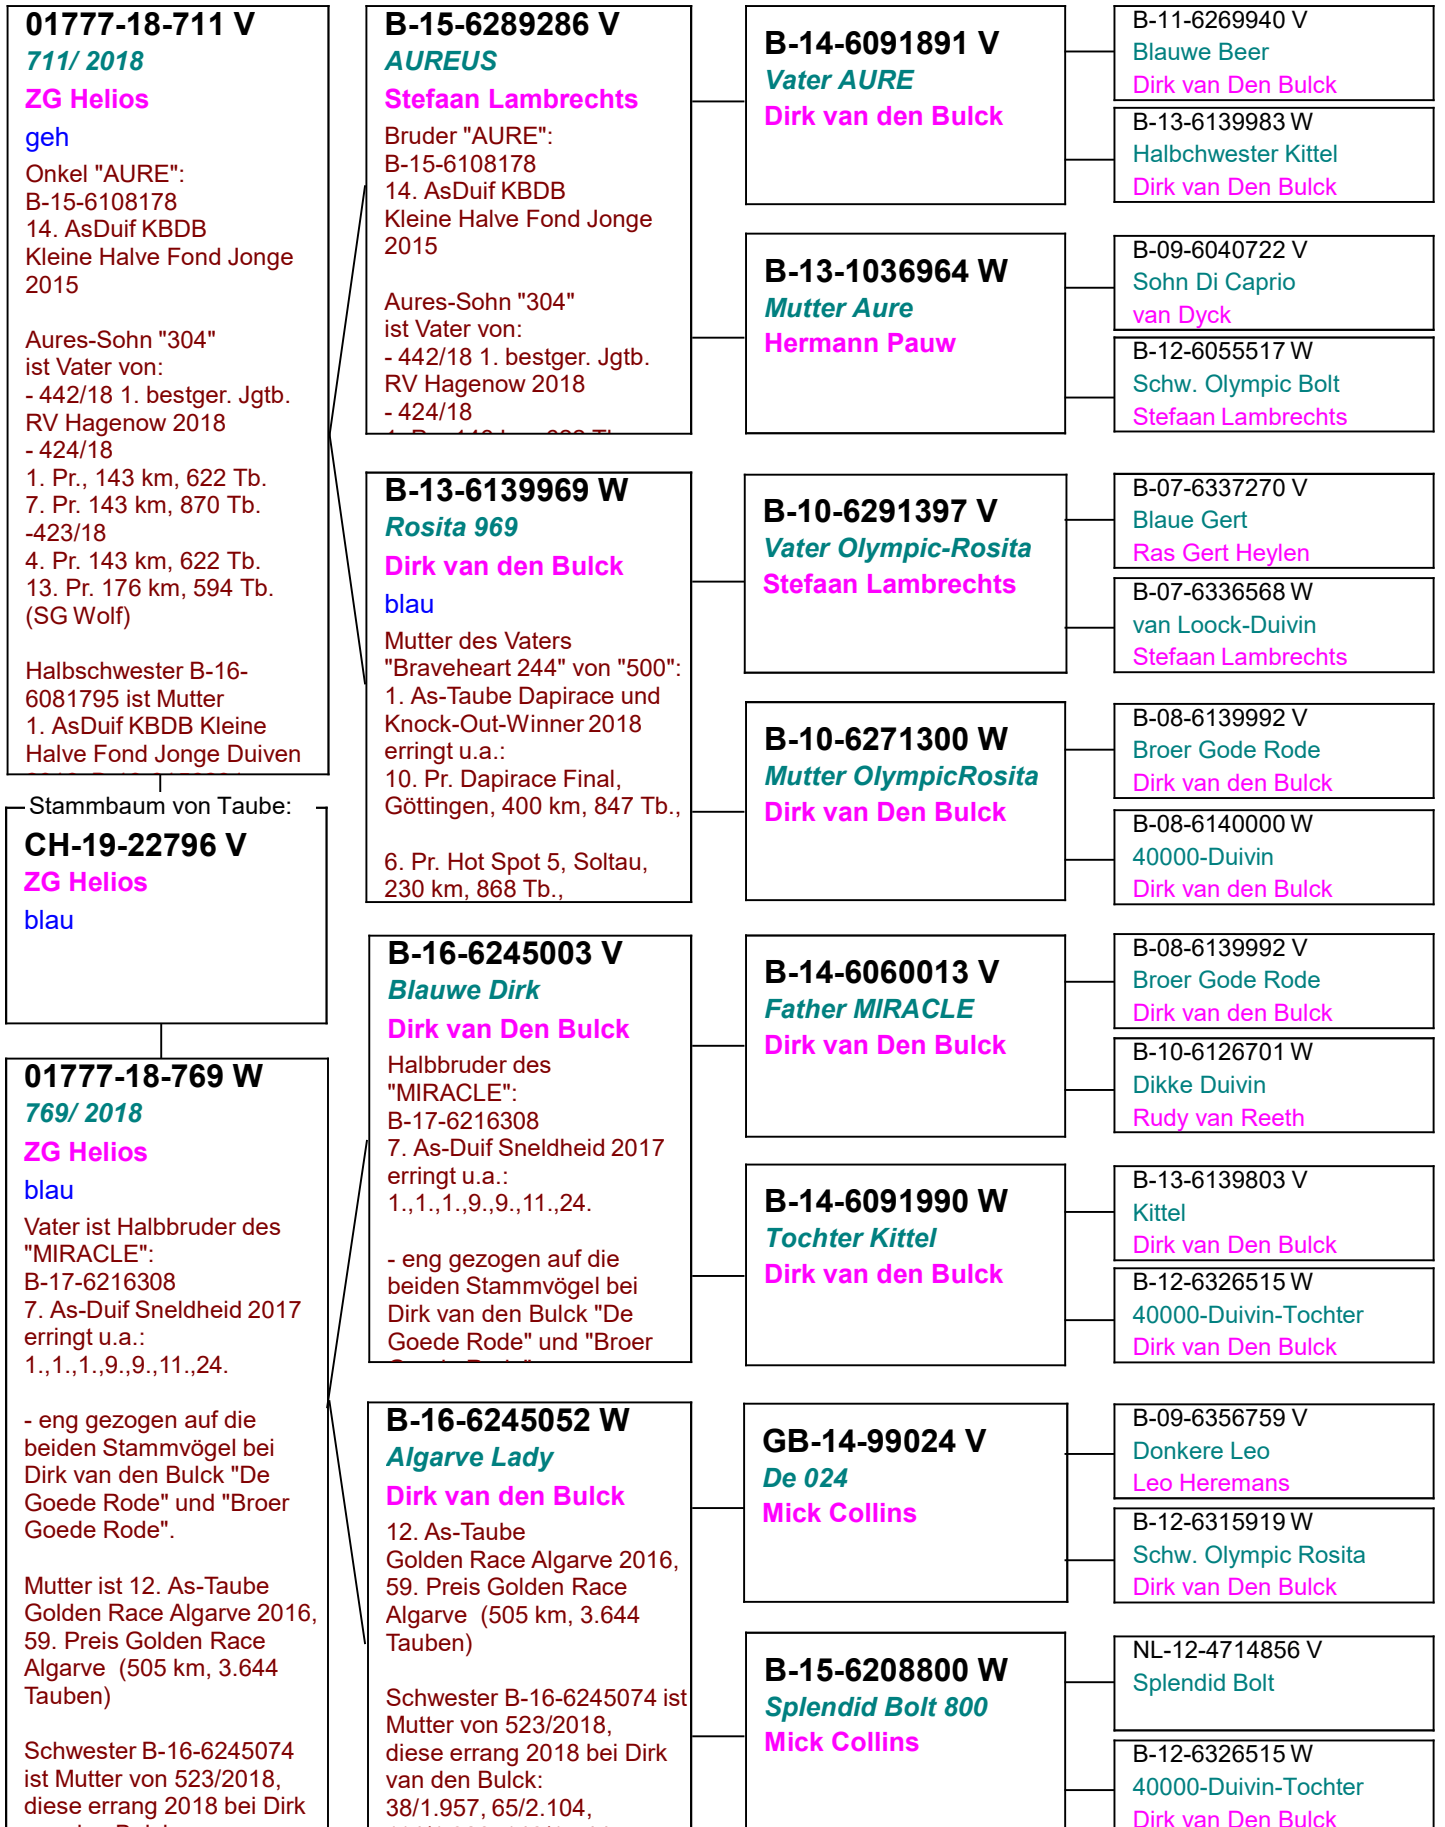 01777-18-711 V
711/ 2018
ZG Helios
geh
Onkel "AURE":
B-15-6108178
14. AsDuif KBDB
Kleine Halve Fond Jonge
2015
Aures-Sohn "304"
ist Vater von:
- 442/18 1. bestger. Jgtb.
RV Hagenow 2018
- 424/18
1. Pr., 143 km, 622 Tb.
7. Pr. 143 km, 870 Tb.
-423/18
4. Pr. 143 km, 622 Tb.
13. Pr. 176 km, 594 Tb.
(SG Wolf)
Halbschwester B-16-
6081795 ist Mutter
1. AsDuif KBDB Kleine
Halve Fond Jonge Duiven
Stammbaum von Taube:
CH-19-22796 V
ZG Helios
blau
01777-18-769 W
769/ 2018
ZG Helios
blau
Vater ist Halbbruder des
"MIRACLE":
B-17-6216308
7. As-Duif Sneldheid 2017
erringt u.a.:
1.,1.,1.,9.,9.,11.,24.
- eng gezogen auf die
beiden Stammvögel bei
Dirk van den Bulck "De
Goede Rode" und "Broer
Goede Rode".
Mutter ist 12. As-Taube
Golden Race Algarve 2016,
59. Preis Golden Race
Algarve (505 km, 3.644
Tauben)
Schwester B-16-6245074
ist Mutter von 523/2018,
diese errang 2018 bei Dirk
B-15-6289286 V
AUREUS
Stefaan Lambrechts
Bruder "AURE":
B-15-6108178
14. AsDuif KBDB
Kleine Halve Fond Jonge
2015
Aures-Sohn "304"
ist Vater von:
- 442/18 1. bestger. Jgtb.
RV Hagenow 2018
- 424/18
B-13-6139969 W
Rosita 969
Dirk van den Bulck
blau
Mutter des Vaters
"Braveheart 244" von "500":
1. As-Taube Dapirace und
Knock-Out-Winner 2018
erringt u.a.:
10. Pr. Dapirace Final,
Göttingen, 400 km, 847 Tb.,
6. Pr. Hot Spot 5, Soltau,
230 km, 868 Tb.,
B-16-6245003 V
Blauwe Dirk
Dirk van Den Bulck
Halbbruder des
"MIRACLE":
B-17-6216308
7. As-Duif Sneldheid 2017
erringt u.a.:
1.,1.,1.,9.,9.,11.,24.
- eng gezogen auf die
beiden Stammvögel bei
Dirk van den Bulck "De
Goede Rode" und "Broer
B-16-6245052 W
Algarve Lady
Dirk van den Bulck
12. As-Taube
Golden Race Algarve 2016,
59. Preis Golden Race
Algarve (505 km, 3.644
Tauben)
Schwester B-16-6245074 ist
Mutter von 523/2018,
diese errang 2018 bei Dirk
van den Bulck:
38/1.957, 65/2.104,
B-14-6091891 V
Vater AURE
Dirk van den Bulck
B-13-1036964 W
Mutter Aure
Hermann Pauw
B-10-6291397 V
Vater Olympic-Rosita
Stefaan Lambrechts
B-10-6271300 W
Mutter OlympicRosita
Dirk van Den Bulck
B-14-6060013 V
Father MIRACLE
Dirk van Den Bulck
B-14-6091990 W
Tochter Kittel
Dirk van den Bulck
GB-14-99024 V
De 024
Mick Collins
B-15-6208800 W
Splendid Bolt 800
Mick Collins
B-11-6269940 V
Blauwe Beer
Dirk van Den Bulck
B-13-6139983 W
Halbchwester Kittel
Dirk van Den Bulck
B-09-6040722 V
Sohn Di Caprio
van Dyck
B-12-6055517 W
Schw. Olympic Bolt
Stefaan Lambrechts
B-07-6337270 V
Blaue Gert
Ras Gert Heylen
B-07-6336568 W
van Loock-Duivin
Stefaan Lambrechts
B-08-6139992 V
Broer Gode Rode
Dirk van den Bulck
B-08-6140000 W
40000-Duivin
Dirk van den Bulck
B-08-6139992 V
Broer Gode Rode
Dirk van den Bulck
B-10-6126701 W
Dikke Duivin
Rudy van Reeth
B-13-6139803 V
Kittel
Dirk van Den Bulck
B-12-6326515 W
40000-Duivin-Tochter
Dirk van Den Bulck
B-09-6356759 V
Donkere Leo
Leo Heremans
B-12-6315919 W
Schw. Olympic Rosita
Dirk van Den Bulck
NL-12-4714856 V
Splendid Bolt
B-12-6326515 W
40000-Duivin-Tochter
Dirk van Den Bulck